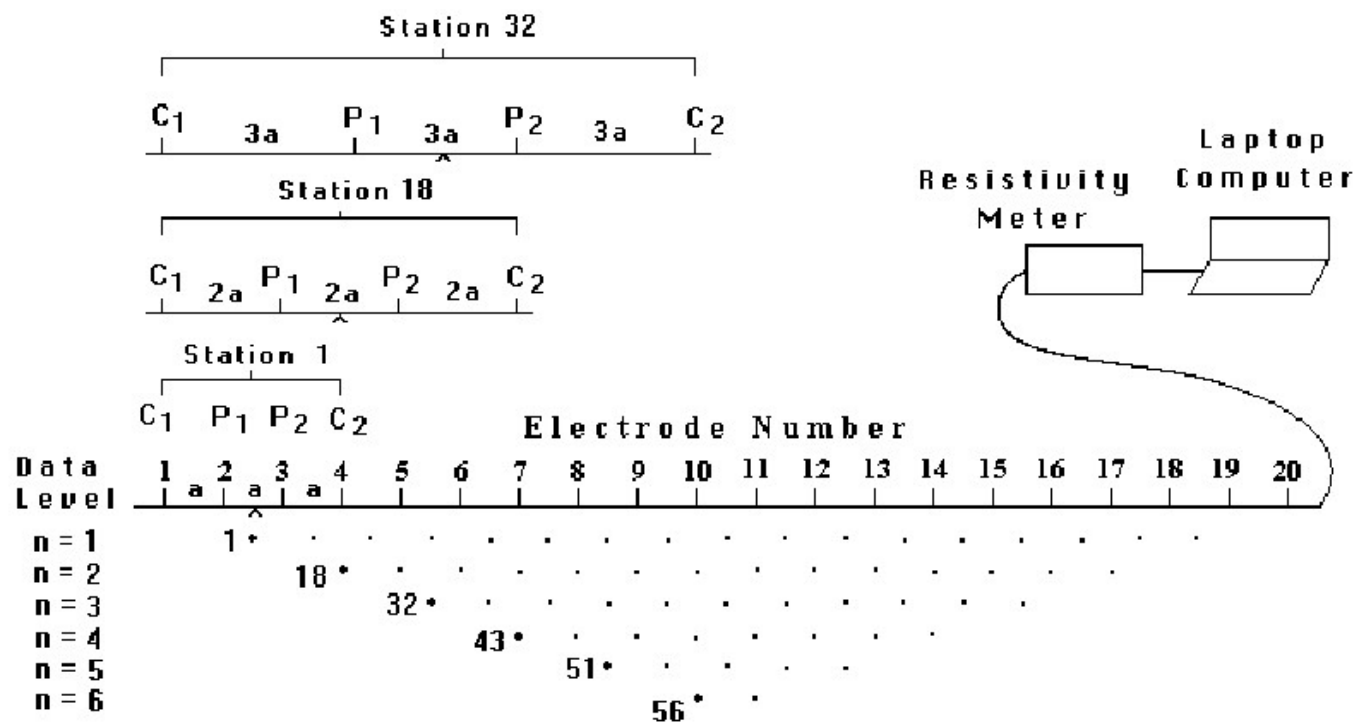 Station 32
C1 3a P1 3a P2 3a C2
Station 18
C1 2a P1 2a P2 2a C2
Station 1
C1 P1 P2 C2
Resistivity Meter
Laptop Computer
Electrode Number
Data Level
1 2 3 4 5 6 7 8 9 10 11 12 13 14 15 16 17 18 19 20
a a a
n = 1 1
n = 2 18
n = 3 32
n = 4 43
n = 5 51
n = 6 56